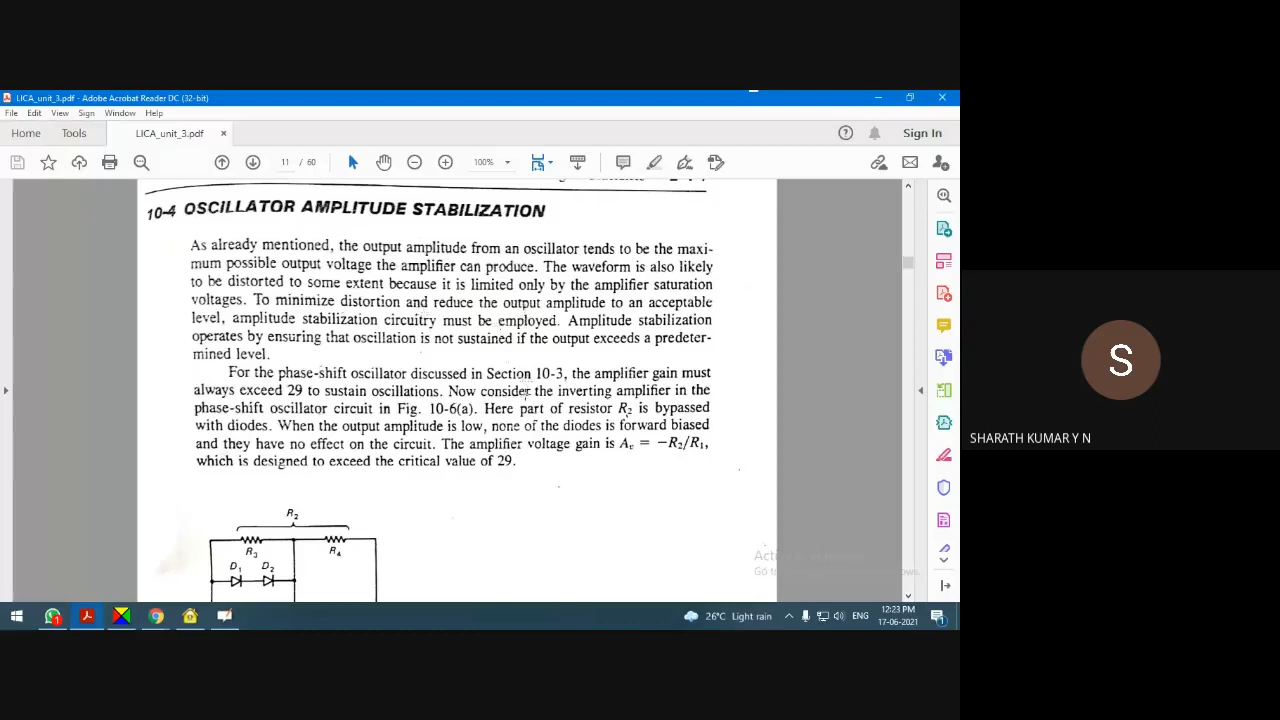 LICA_unit_3.pdf - Adobe Acrobat Reader DC (32-bit)
File Edit View Sign Window Help
Home Tools LICA_unit_3.pdf × Sign In
11 / 60 100%
10-4 OSCILLATOR AMPLITUDE STABILIZATION
As already mentioned, the output amplitude from an oscillator tends to be the maxi-
mum possible output voltage the amplifier can produce. The waveform is also likely
to be distorted to some extent because it is limited only by the amplifier saturation
voltages. To minimize distortion and reduce the output amplitude to an acceptable
level, amplitude stabilization circuitry must be employed. Amplitude stabilization
operates by ensuring that oscillation is not sustained if the output exceeds a predeter-
mined level.
For the phase-shift oscillator discussed in Section 10-3, the amplifier gain must
always exceed 29 to sustain oscillations. Now consider the inverting amplifier in the
phase-shift oscillator circuit in Fig. 10-6(a). Here part of resistor R₂ is bypassed
with diodes. When the output amplitude is low, none of the diodes is forward biased
and they have no effect on the circuit. The amplifier voltage gain is Aᵥ = −R₂/R₁,
which is designed to exceed the critical value of 29.
R₂
R₃ R₄
D₁ D₂
S
SHARATH KUMAR Y N
26°C Light rain ENG 12:23 PM
17-06-2021